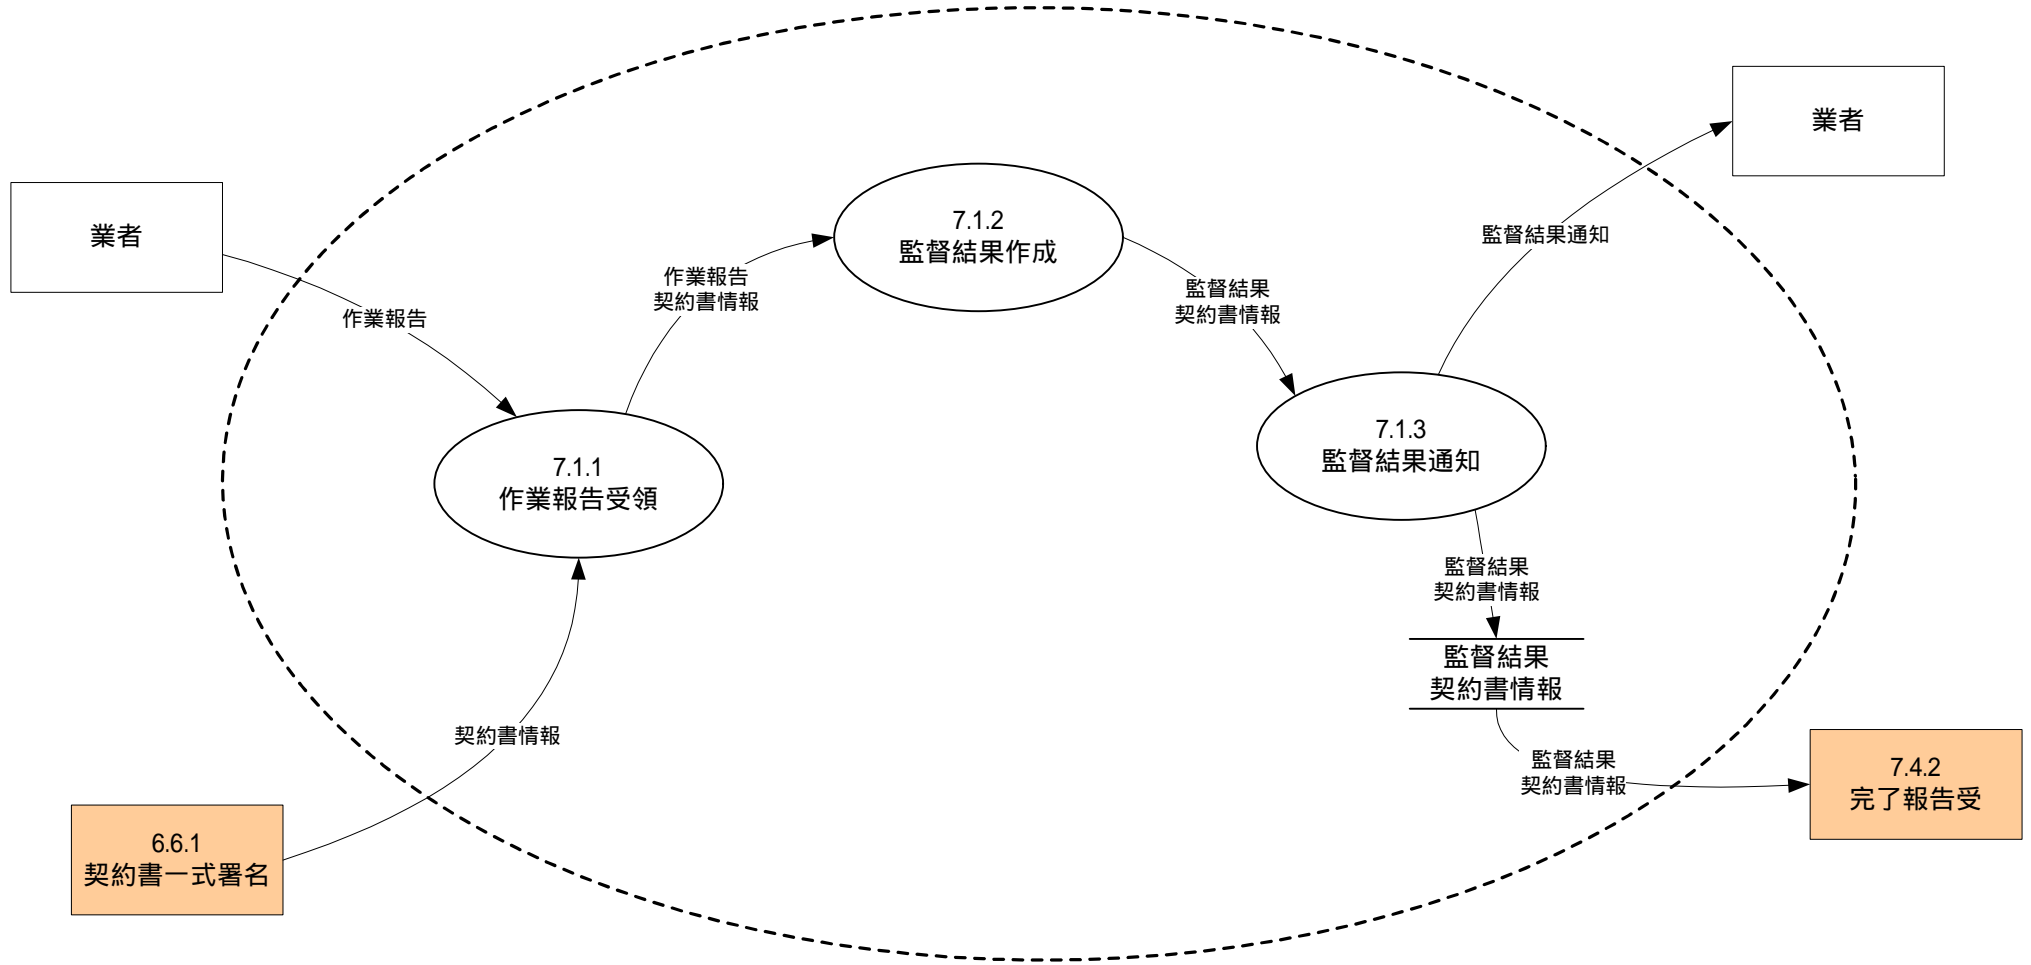 業者
業者
7.1.2
監督結果作成
監督結果通知
作業報告
契約書情報
監督結果
契約書情報
作業報告
7.1.3
監督結果通知
7.1.1
作業報告受領
監督結果
契約書情報
監督結果
契約書情報
契約書情報
監督結果
契約書情報
7.4.2
完了報告受
6.6.1
契約書一式署名